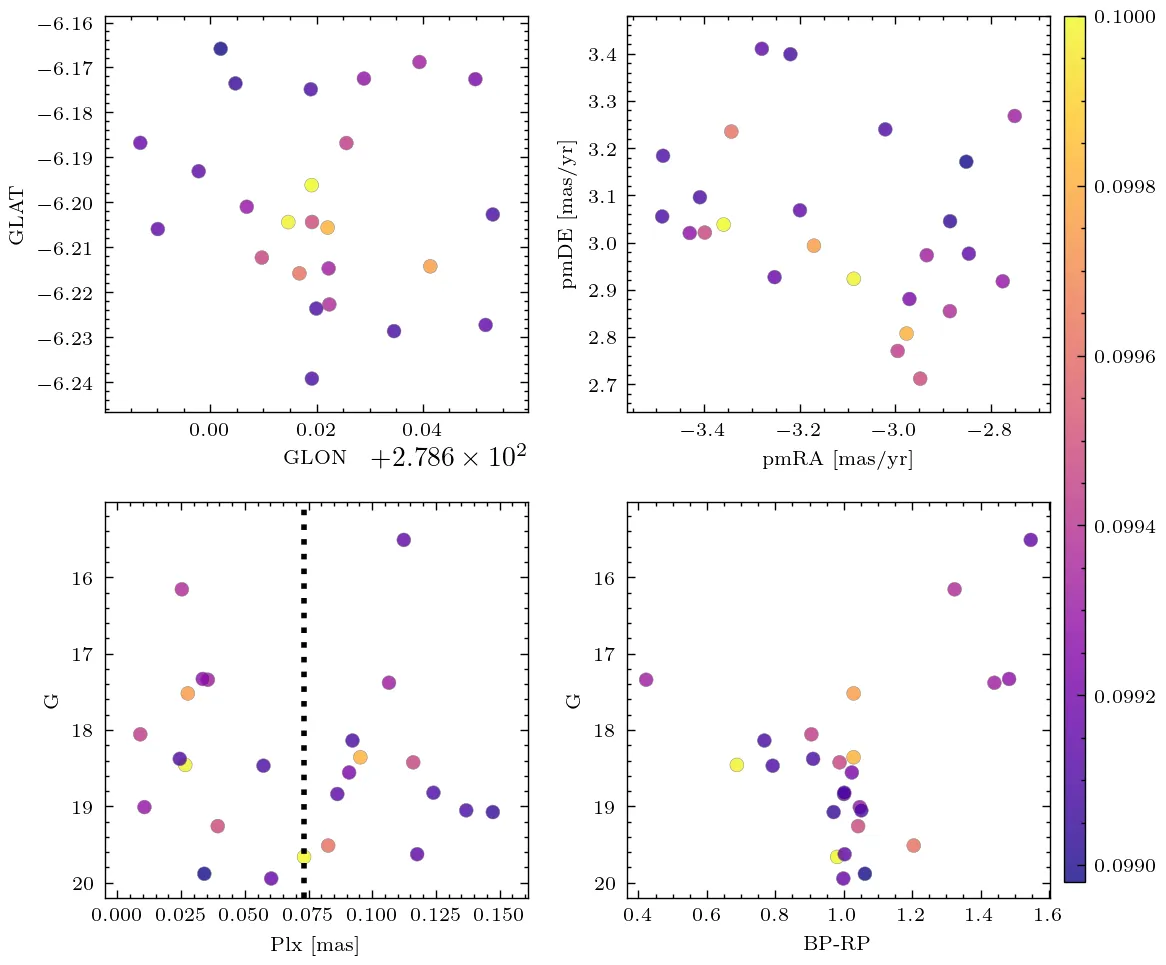 −6.16
−6.17
−6.18
−6.19
−6.20
−6.21
−6.22
−6.23
−6.24
GLAT
0.00 0.02 0.04
GLON +2.786 × 10²
3.4
3.3
3.2
3.1
3.0
2.9
2.8
2.7
pmDE [mas/yr]
−3.4 −3.2 −3.0 −2.8
pmRA [mas/yr]
16
17
18
19
20
G
0.000 0.025 0.050 0.075 0.100 0.125 0.150
Plx [mas]
16
17
18
19
20
G
0.4 0.6 0.8 1.0 1.2 1.4 1.6
BP-RP
0.1000
0.0998
0.0996
0.0994
0.0992
0.0990